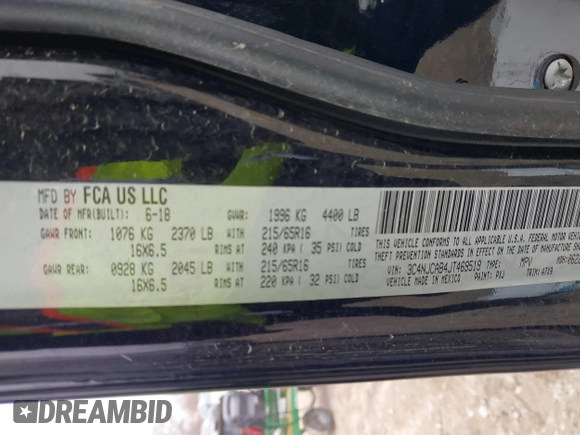 MFD BY FCA US LLC
DATE OF MFR(BUILT): 6-18 GVWR: 1996 KG 4400 LB
GAWR FRONT: 1076 KG 2370 LB WITH 215/65R16 TIRES
16X6.5 RIMS AT 240 KPA ( 35 PSI) COLD
GAWR REAR: 0928 KG 2045 LB WITH 215/65R16 TIRES
16X6.5 RIMS AT 220 KPA ( 32 PSI) COLD
THIS VEHICLE CONFORMS TO ALL APPLICABLE U.S.A. FEDERAL MOTOR
THEFT PREVENTION STANDARDS IN EFFECT ON THE DATE OF MANUFACTURE
VIN: 3C4NJCAB4JT469519 TYPE: MPV MDH:
VEHICLE MADE IN MEXICO PAINT: PXJ TRIM: A7X9
DREAMBID